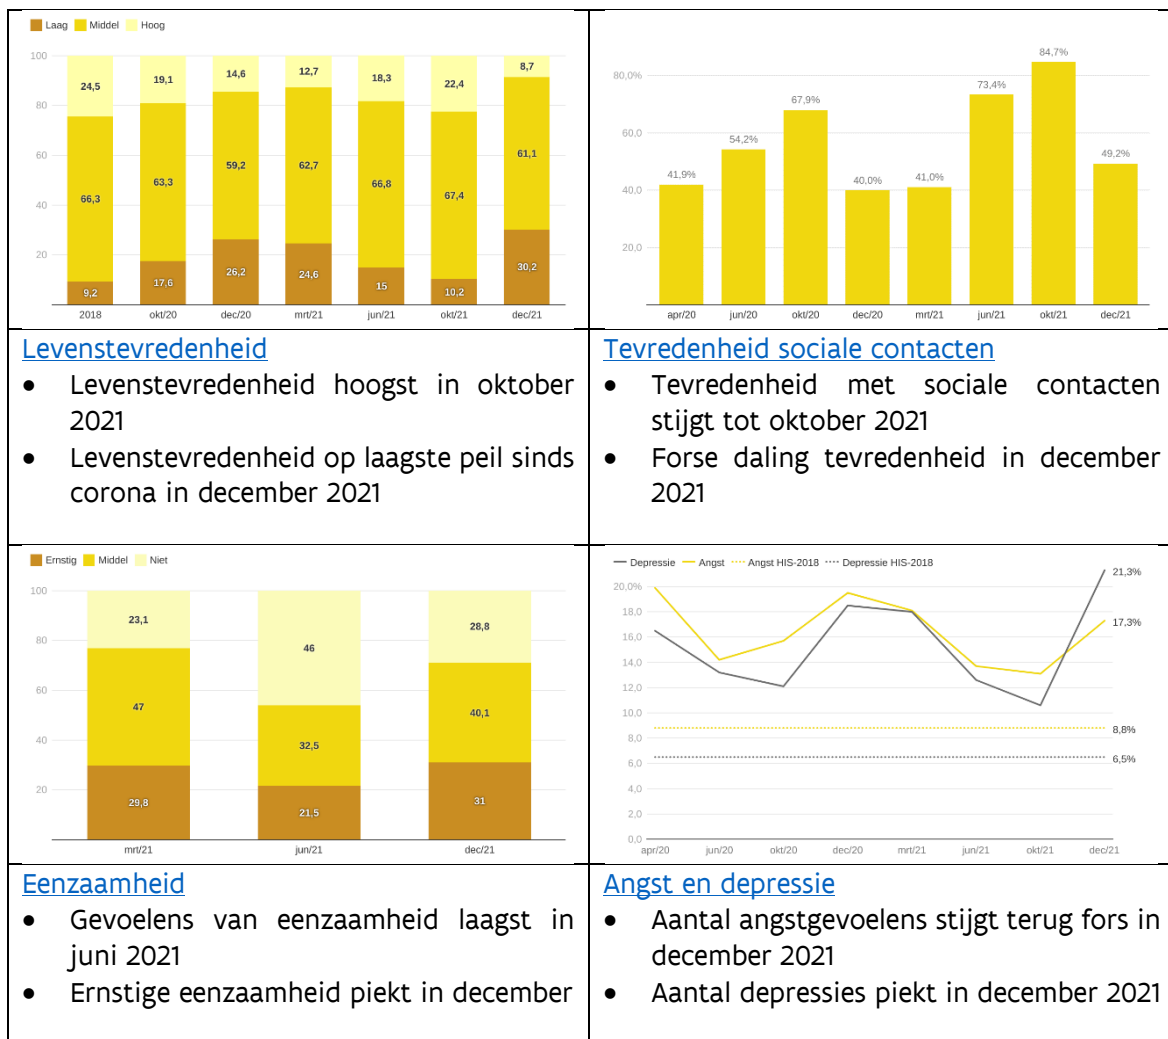 Laag Middel Hoog
100
80
60
40
20
24,5 19,1 14,6 12,7 18,3 22,4 8,7
66,3 63,3 59,2 62,7 66,8 67,4 61,1
9,2 17,6 26,2 24,6 15 10,2 30,2
2018 okt/20 dec/20 mrt/21 jun/21 okt/21 dec/21
80,0%
60,0
40,0
20,0
41,9% 54,2% 67,9% 40,0% 41,0% 73,4% 84,7% 49,2%
apr/20 jun/20 okt/20 dec/20 mrt/21 jun/21 okt/21 dec/21
Levenstevredenheid
• Levenstevredenheid hoogst in oktober
2021
• Levenstevredenheid op laagste peil sinds
corona in december 2021
Tevredenheid sociale contacten
• Tevredenheid met sociale contacten
stijgt tot oktober 2021
• Forse daling tevredenheid in december
2021
Ernstig Middel Niet
100
80
60
40
20
23,1 46 28,8
47 32,5 40,1
29,8 21,5 31
mrt/21 jun/21 dec/21
Depressie Angst Angst HIS-2018 Depressie HIS-2018
20,0%
18,0
16,0
14,0
12,0
10,0
8,0
6,0
4,0
2,0
0,0
21,3%
17,3%
8,8%
6,5%
apr/20 jun/20 okt/20 dec/20 mrt/21 jun/21 okt/21 dec/21
Eenzaamheid
• Gevoelens van eenzaamheid laagst in
juni 2021
• Ernstige eenzaamheid piekt in december
Angst en depressie
• Aantal angstgevoelens stijgt terug fors in
december 2021
• Aantal depressies piekt in december 2021